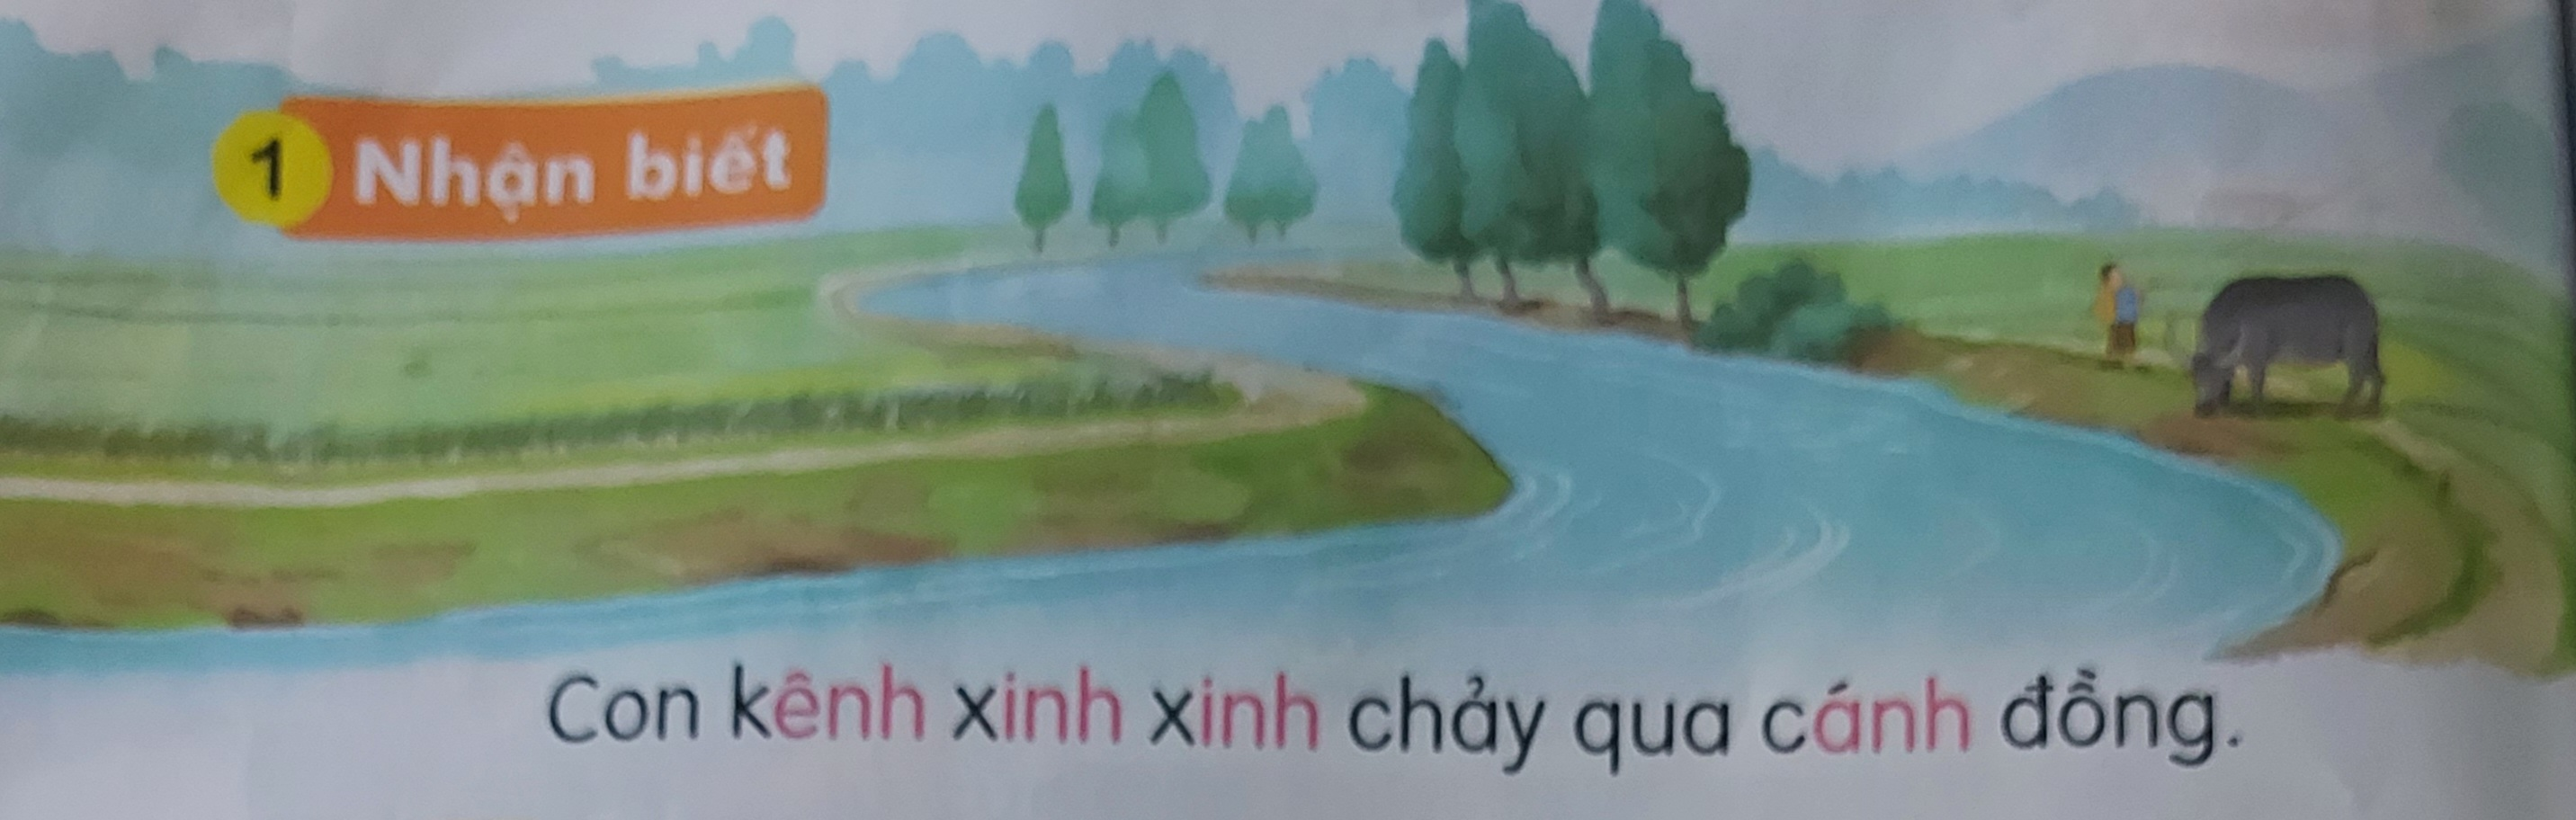 1 Nhận biết
Con kênh xinh xinh chảy qua cánh đồng.